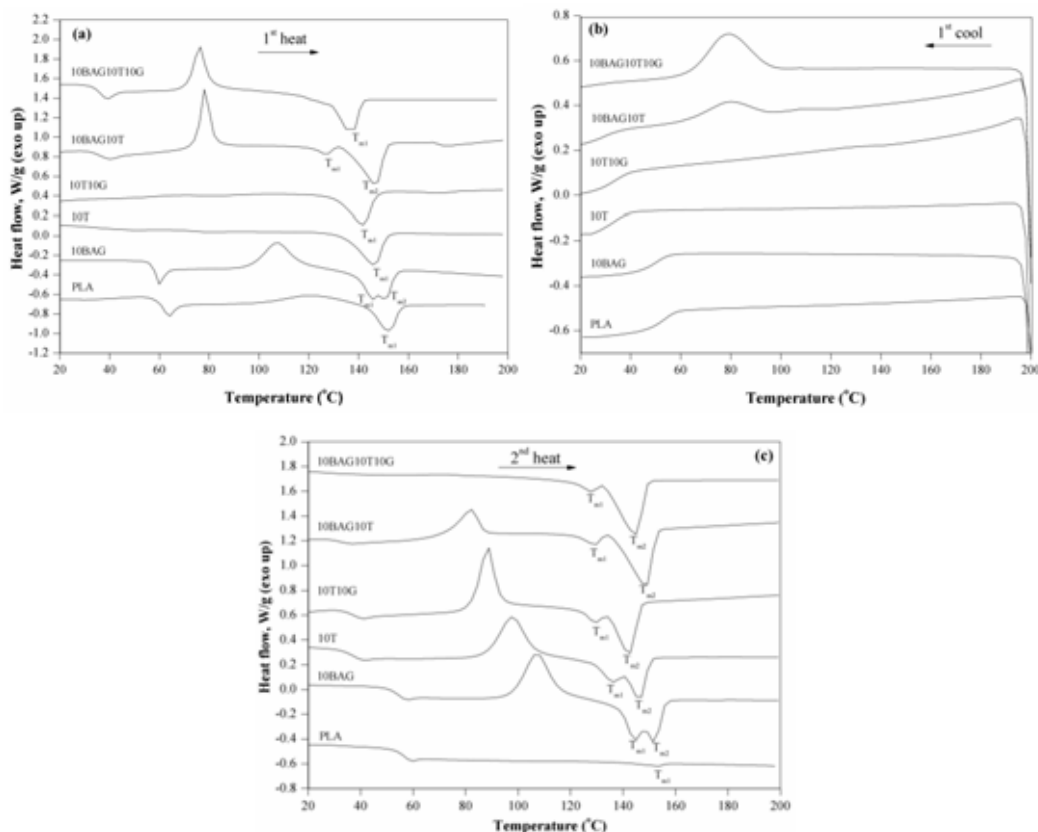 (a)
1st heat
10BAG10T10G
10BAG10T
10T10G
10T
10BAG
PLA
Tm1
Tm1
Tm2
Tm1
Tm1
Tm1
Tm2
Tm1
Heat flow, W/g (exo up)
2.2
2.0
1.8
1.6
1.4
1.2
1.0
0.8
0.6
0.4
0.2
0.0
-0.2
-0.4
-0.6
-0.8
-1.0
-1.2
20 40 60 80 100 120 140 160 180 200
Temperature (°C)
(b)
1st cool
10BAG10T10G
10BAG10T
10T10G
10T
10BAG
PLA
Heat flow, W/g (exo up)
0.8
0.6
0.4
0.2
0.0
-0.2
-0.4
-0.6
20 40 60 80 100 120 140 160 180 200
Temperature (°C)
2nd heat
(c)
10BAG10T10G
10BAG10T
10T10G
10T
10BAG
PLA
Tm1
Tm2
Tm1
Tm2
Tm1
Tm2
Tm1
Tm2
Tm1
Tm2
Tm1
Heat flow, W/g (exo up)
2.0
1.8
1.6
1.4
1.2
1.0
0.8
0.6
0.4
0.2
0.0
-0.2
-0.4
-0.6
-0.8
20 40 60 80 100 120 140 160 180 200
Temperature (°C)